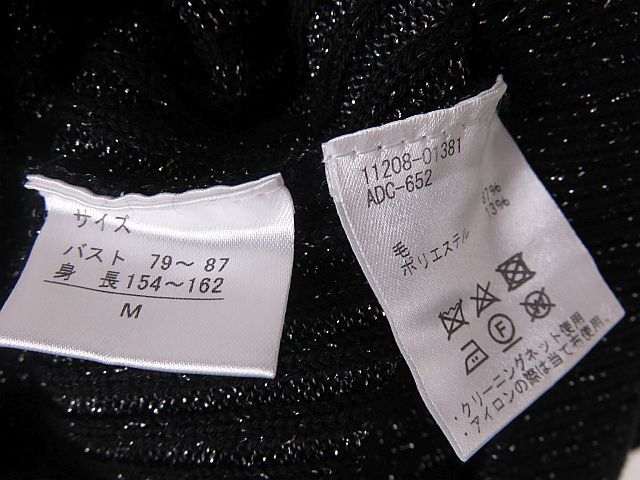 サイズ
バスト 79～ 87
身 長 154～162
M
11208-01381
ADC-652
毛 87%
ポリエステル 13%
F
・クリーニングネット使用
・アイロンの際は当て布使用。